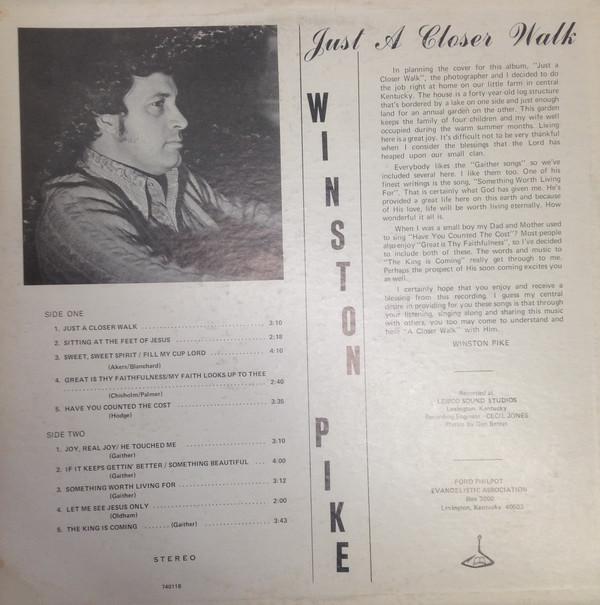 Just A Closer Walk
WINSTON PIKE
In planning the cover for this album, "Just a
Closer Walk", the photographer and I decided to do
the job right at home on our little farm in central
Kentucky. The house is a forty year old log structure
that's bordered by a lake on one side and just enough
land for an annual garden on the other. This garden
keeps the family of four children and my wife well
occupied during the warm summer months. Living
here is a great joy. It's difficult not to be very thankful
when I consider the blessings that the Lord has
heaped upon our small clan.
Everybody likes the "Gaither songs" so we've
included several here. I like them too. One of his
finest writings is the song, "Something Worth Living
For". That is certainly what God has given me. He's
provided a great life here on this earth and because
of His love, life will be worth living eternally. How
wonderful it all is.
When I was a small boy my Dad and Mother used
to sing "Have You Counted The Cost"? Most people
also enjoy "Great is Thy Faithfulness", so I've decided
to include both of these. The words and music to
"The King is Coming" really get through to me.
Perhaps the prospect of His soon coming excites you
as well.
I certainly hope that you enjoy and receive a
blessing from this recording. I guess my central
desire in providing for you these songs is that through
your listening, singing along and sharing this music
with others, you too may come to understand and
have "A Closer Walk" with Him.
WINSTON PIKE
SIDE ONE
1. JUST A CLOSER WALK 3:10
2. SITTING AT THE FEET OF JESUS 2:18
3. SWEET, SWEET SPIRIT / FILL MY CUP LORD 4:10
(Akers/Blanchard)
4. GREAT IS THY FAITHFULNESS/MY FAITH LOOKS UP TO THEE
2:40
(Chisholm/Palmer)
5. HAVE YOU COUNTED THE COST 3:35
(Hodge)
SIDE TWO
1. JOY, REAL JOY/ HE TOUCHED ME 3:10
(Gaither)
2. IF IT KEEPS GETTIN' BETTER / SOMETHING BEAUTIFUL 4:00
(Gaither)
3. SOMETHING WORTH LIVING FOR 3:12
(Gaither)
4. LET ME SEE JESUS ONLY 2:00
(Oldham)
5. THE KING IS COMING (Gaither) 3:43
STEREO
740118
Recorded at
LEMCO SOUND STUDIOS
Lexington, Kentucky
Recording Engineer - CECIL JONES
Photos by Don
FORD PHILPOT
EVANGELISTIC ASSOCIATION
Box 3000
Lexington, Kentucky 40503